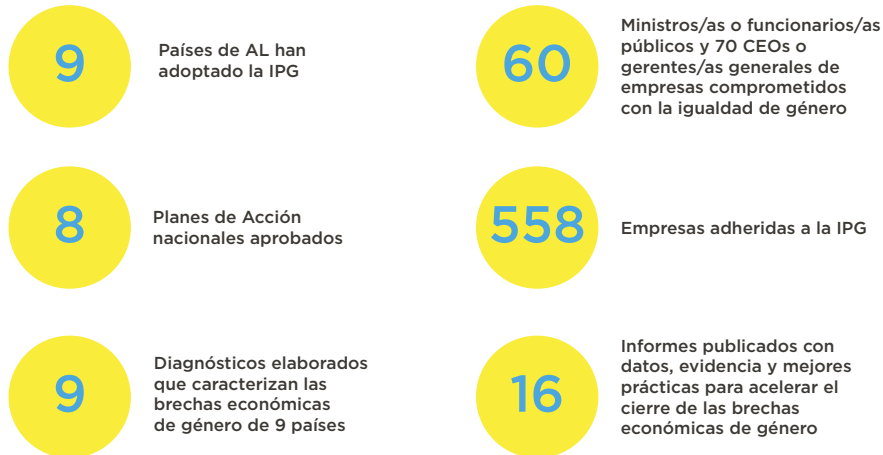 9
Países de AL han
adoptado la IPG
60
Ministros/as o funcionarios/as
públicos y 70 CEOs o
gerentes/as generales de
empresas comprometidos
con la igualdad de género
8
Planes de Acción
nacionales aprobados
558
Empresas adheridas a la IPG
9
Diagnósticos elaborados
que caracterizan las
brechas económicas
de género de 9 países
16
Informes publicados con
datos, evidencia y mejores
prácticas para acelerar el
cierre de las brechas
económicas de género